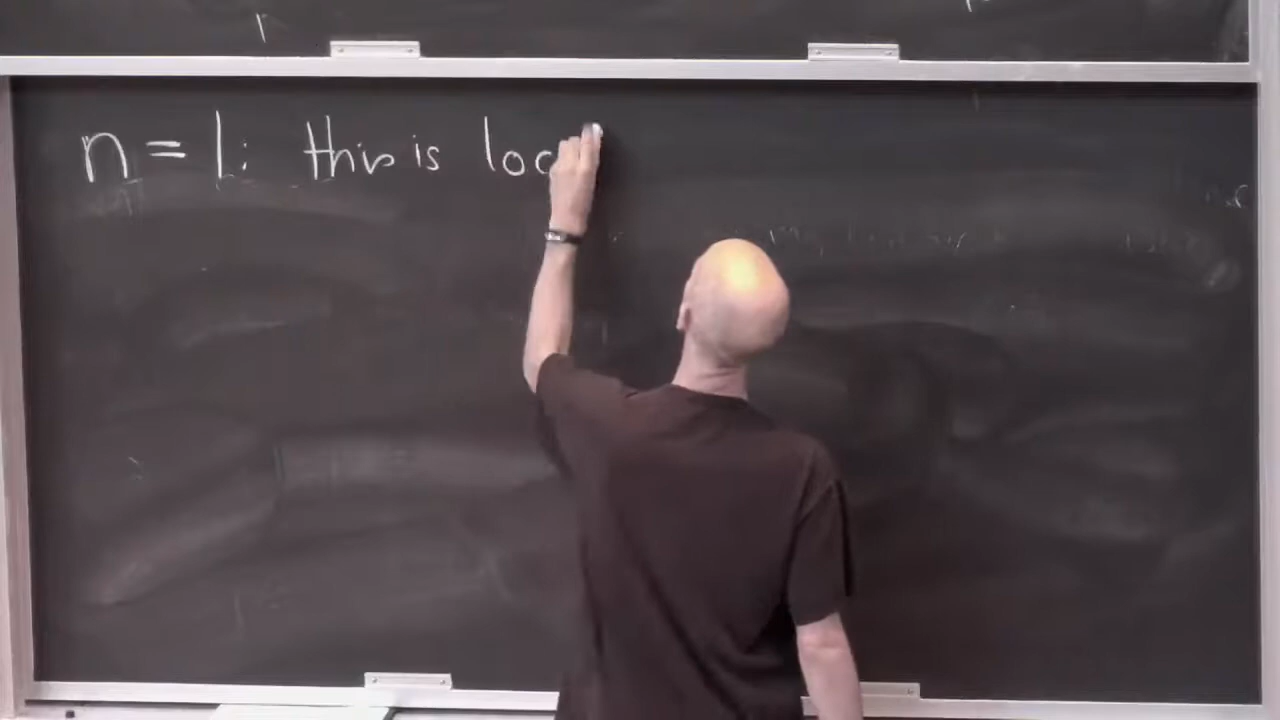 n = 1: this is loc